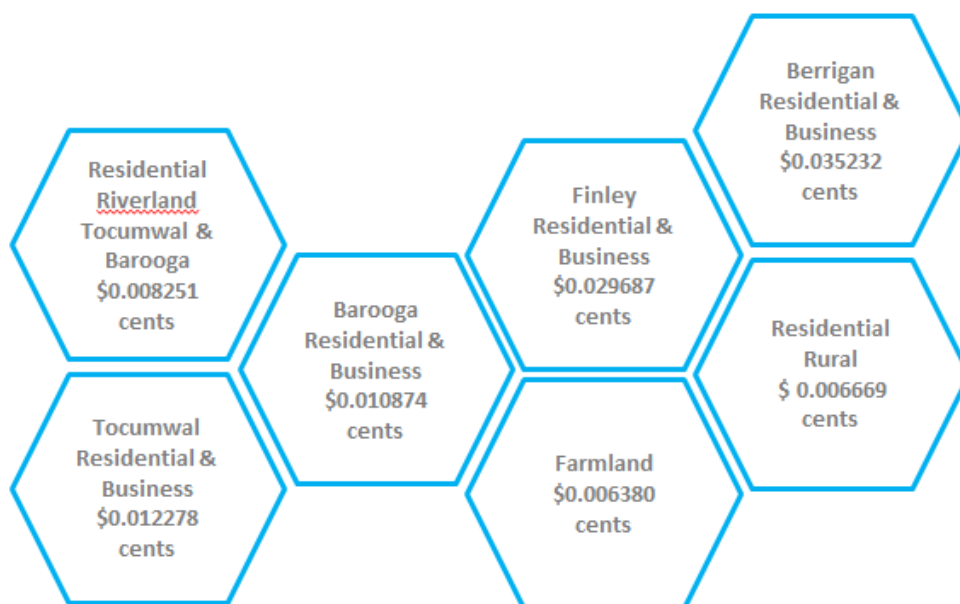 Residential
Riverland
Tocumwal &
Barooga
$0.008251
cents
Tocumwal
Residential &
Business
$0.012278
cents
Barooga
Residential &
Business
$0.010874
cents
Finley
Residential &
Business
$0.029687
cents
Farmland
$0.006380
cents
Berrigan
Residential &
Business
$0.035232
cents
Residential
Rural
$ 0.006669
cents